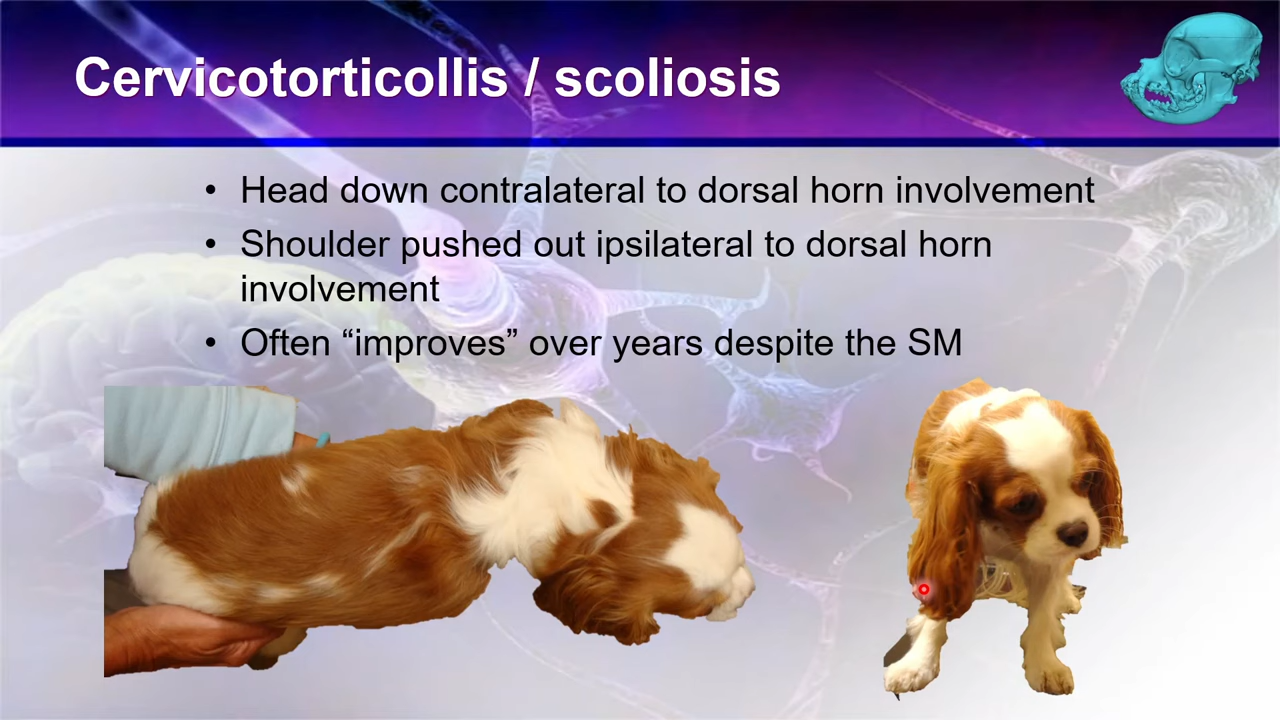 Cervicotorticollis / scoliosis
• Head down contralateral to dorsal horn involvement
• Shoulder pushed out ipsilateral to dorsal horn
involvement
• Often “improves” over years despite the SM